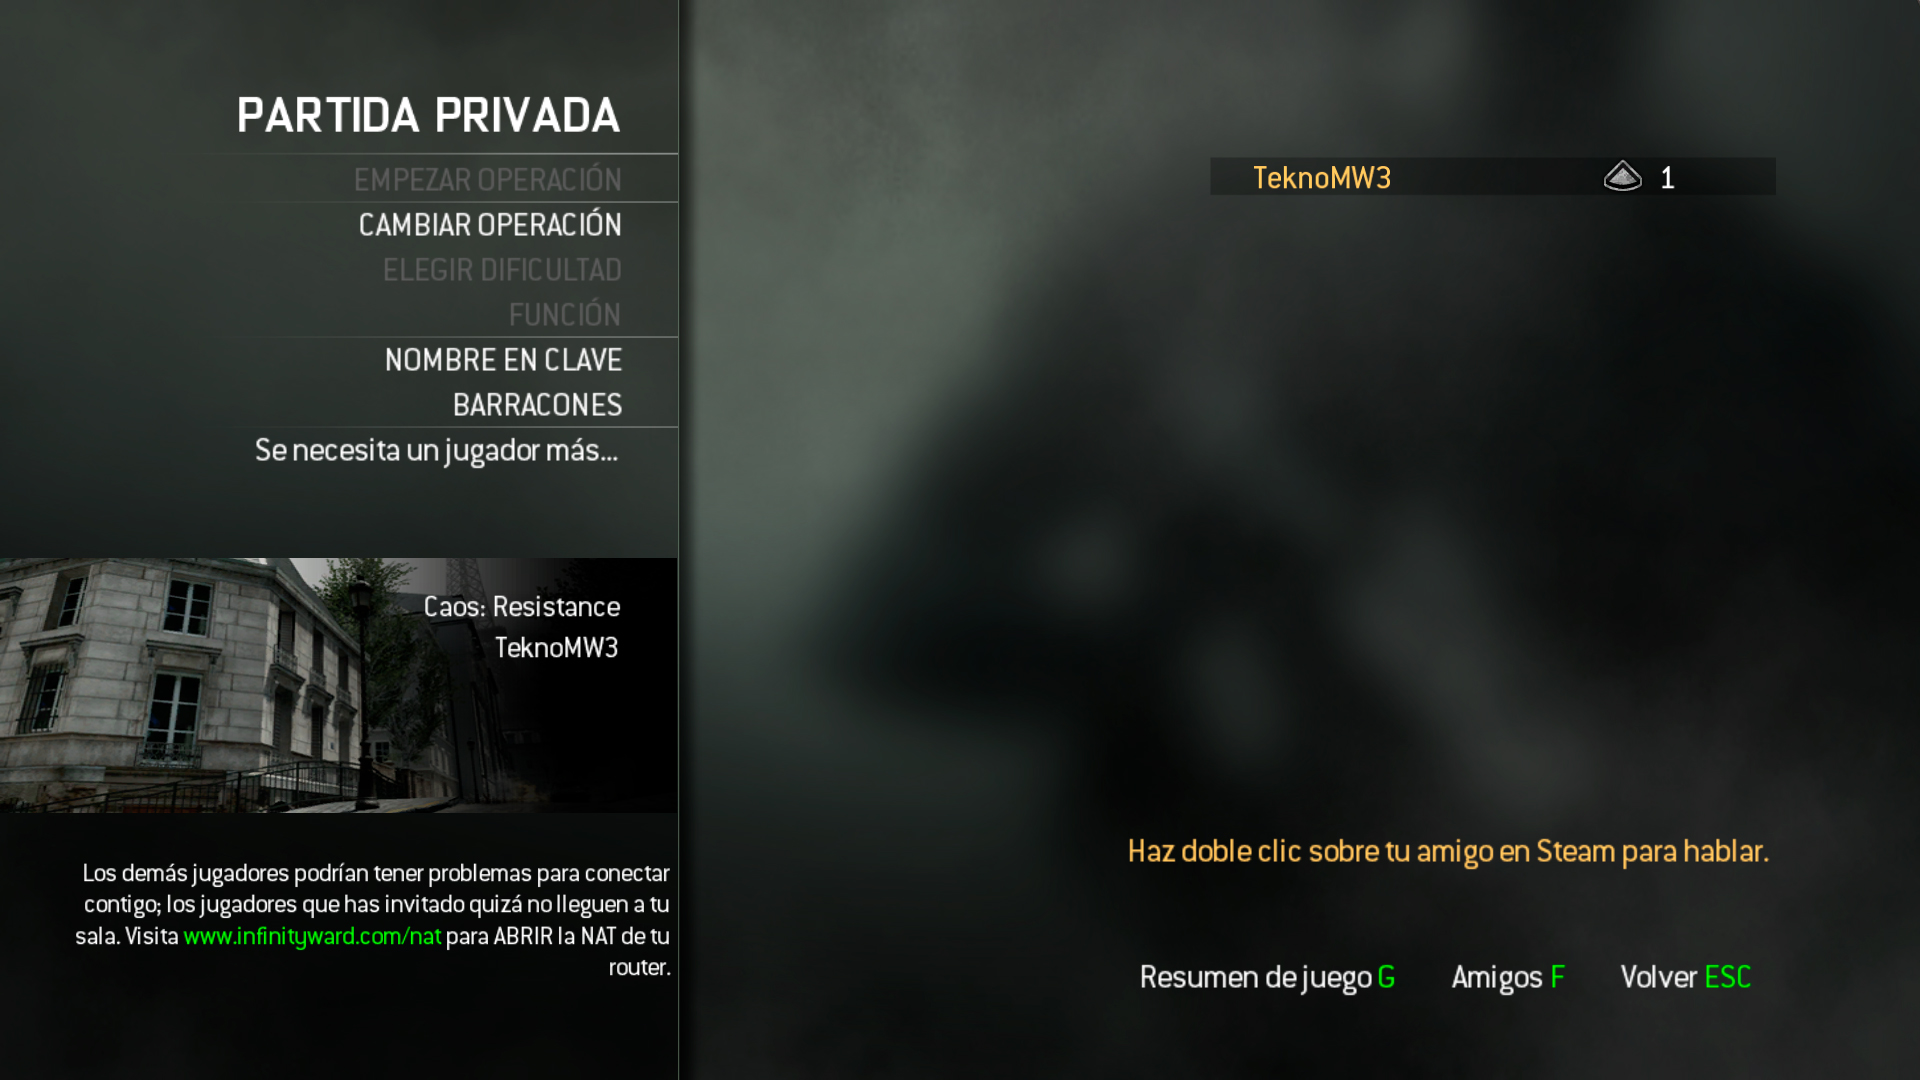 PARTIDA PRIVADA
EMPEZAR OPERACIÓN
CAMBIAR OPERACIÓN
ELEGIR DIFICULTAD
FUNCIÓN
NOMBRE EN CLAVE
BARRACONES
Se necesita un jugador más...
Caos: Resistance
TeknoMW3
Los demás jugadores podrían tener problemas para conectar
contigo; los jugadores que has invitado quizá no lleguen a tu
sala. Visita www.infinityward.com/nat para ABRIR la NAT de tu
router.
TeknoMW3 1
Haz doble clic sobre tu amigo en Steam para hablar.
Resumen de juego G Amigos F Volver ESC